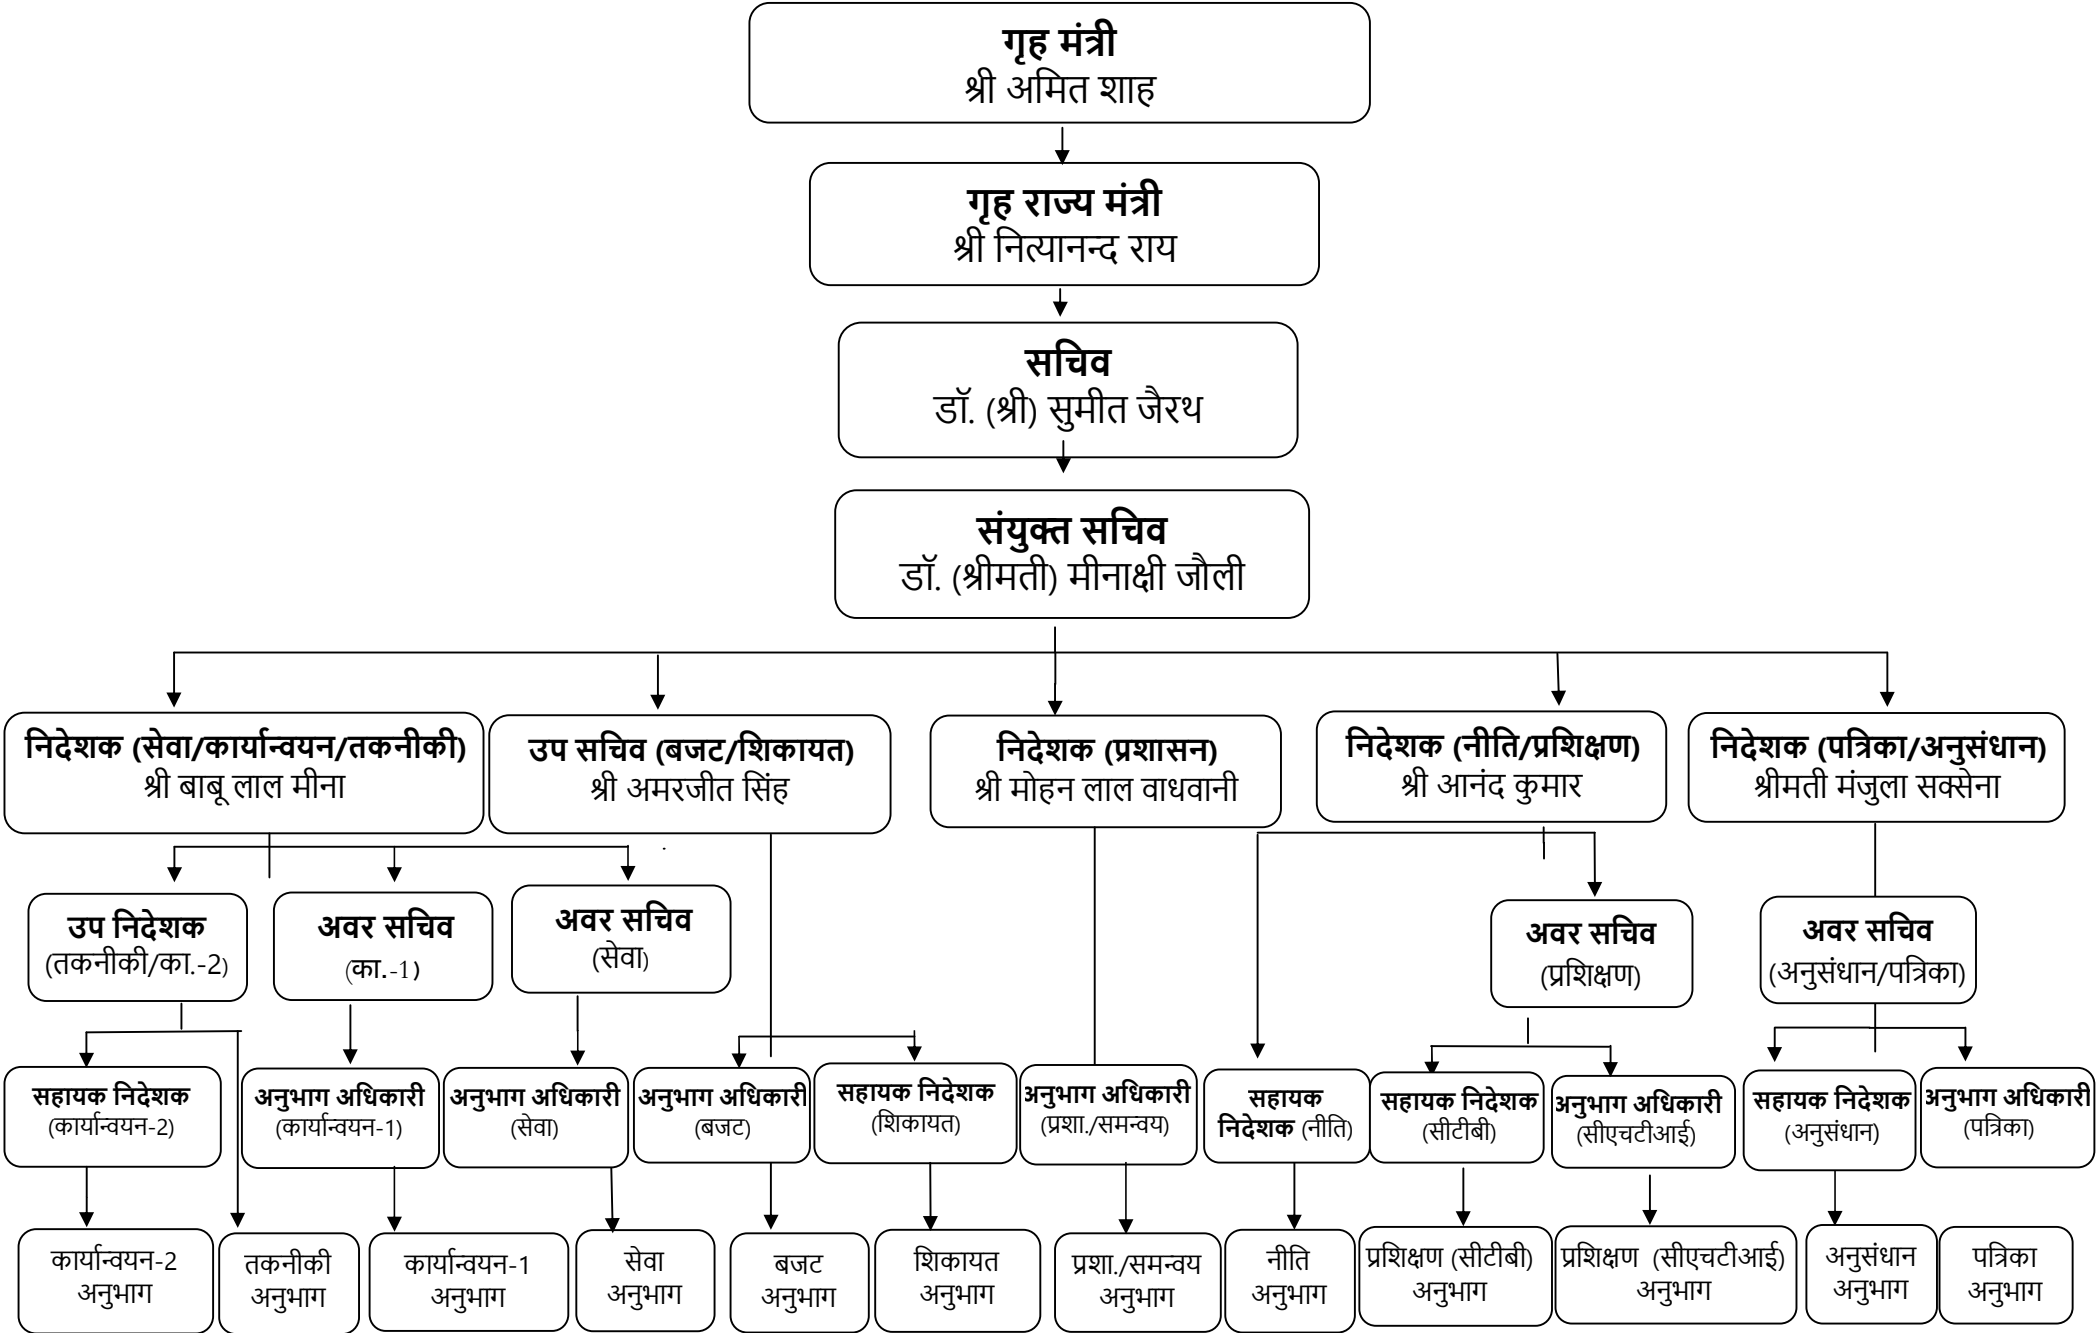 गृह मंत्री
श्री अमित शाह
गृह राज्य मंत्री
श्री नित्यानन्द राय
सचिव
डॉ. (श्री) सुमीत जैरथ
संयुक्त सचिव
डॉ. (श्रीमती) मीनाक्षी जौली
निदेशक (सेवा/कार्यान्वयन/तकनीकी)
श्री बाबू लाल मीना
उप सचिव (बजट/शिकायत)
श्री अमरजीत सिंह
निदेशक (प्रशासन)
श्री मोहन लाल वाधवानी
निदेशक (नीति/प्रशिक्षण)
श्री आनंद कुमार
निदेशक (पत्रिका/अनुसंधान)
श्रीमती मंजुला सक्सेना
उप निदेशक
(तकनीकी/का.-2)
अवर सचिव
(का.-1)
अवर सचिव
(सेवा)
अवर सचिव
(प्रशिक्षण)
अवर सचिव
(अनुसंधान/पत्रिका)
सहायक निदेशक
(कार्यान्वयन-2)
अनुभाग अधिकारी
(कार्यान्वयन-1)
अनुभाग अधिकारी
(सेवा)
अनुभाग अधिकारी
(बजट)
सहायक निदेशक
(शिकायत)
अनुभाग अधिकारी
(प्रशा./समन्वय)
सहायक
निदेशक (नीति)
सहायक निदेशक
(सीटीबी)
अनुभाग अधिकारी
(सीएचटीआई)
सहायक निदेशक
(अनुसंधान)
अनुभाग अधिकारी
(पत्रिका)
कार्यान्वयन-2
अनुभाग
तकनीकी
अनुभाग
कार्यान्वयन-1
अनुभाग
सेवा
अनुभाग
बजट
अनुभाग
शिकायत
अनुभाग
प्रशा./समन्वय
अनुभाग
नीति
अनुभाग
प्रशिक्षण (सीटीबी)
अनुभाग
प्रशिक्षण (सीएचटीआई)
अनुभाग
अनुसंधान
अनुभाग
पत्रिका
अनुभाग